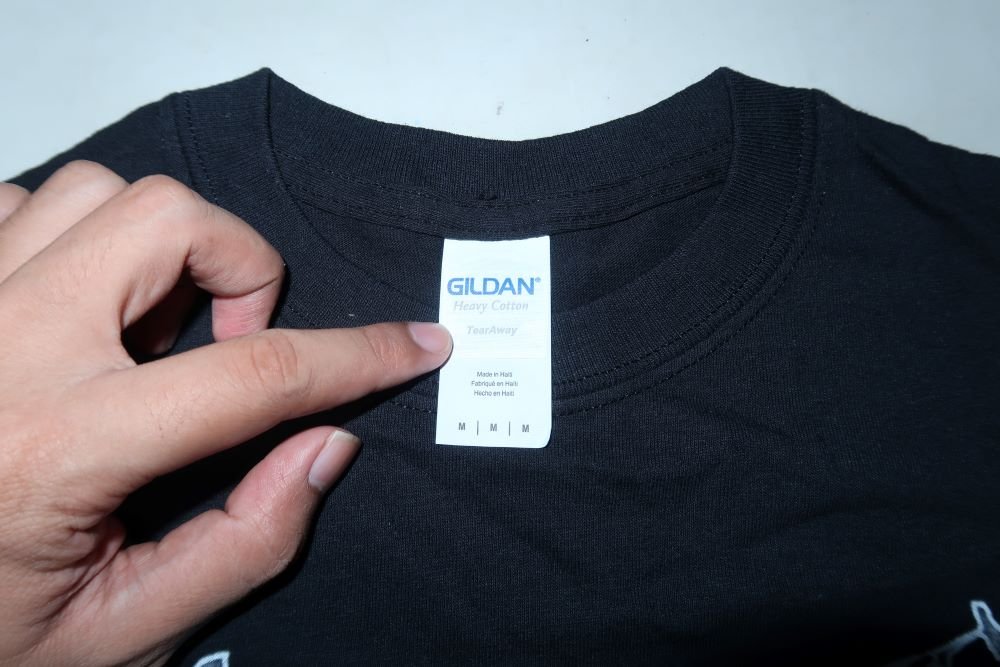 GILDAN®
Heavy Cotton
TearAway
Made in Haiti
Fabriqué en Haïti
Hecho en Haití
M | M | M